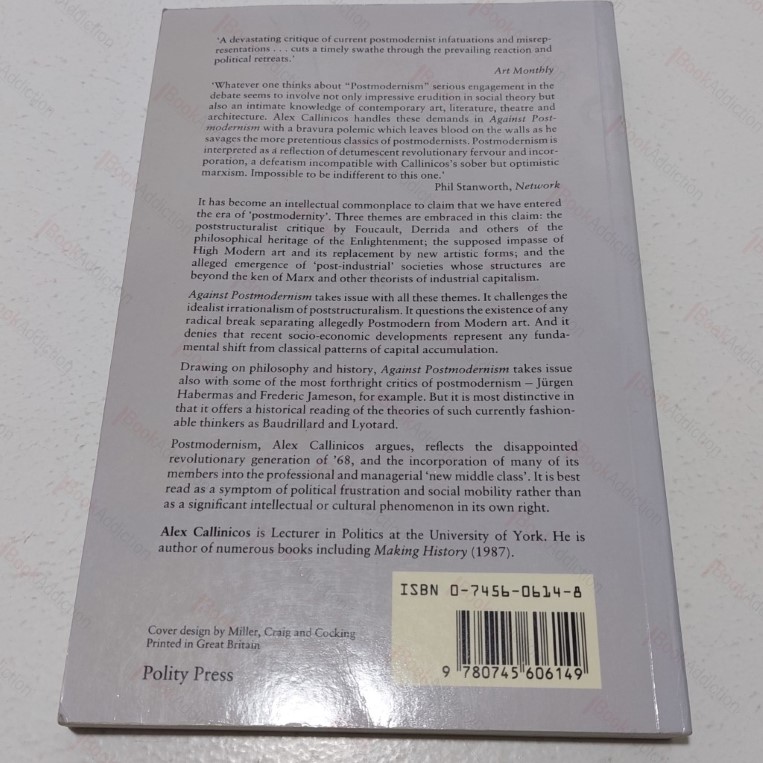 'A devastating critique of current postmodernist infatuations and misrep-
resentations . . . cuts a timely swathe through the prevailing reaction and
political retreats.'
Art Monthly
'Whatever one thinks about "Postmodernism" serious engagement in the
debate seems to involve not only impressive erudition in social theory but
also an intimate knowledge of contemporary art, literature, theatre and
architecture. Alex Callinicos handles these demands in Against Post-
modernism with a bravura polemic which leaves blood on the walls as he
savages the more pretentious classics of postmodernists. Postmodernism is
interpreted as a reflection of detumescent revolutionary fervour and incor-
poration, a defeatism incompatible with Callinicos's sober but optimistic
marxism. Impossible to be indifferent to this one.'
Phil Stanworth, Network
It has become an intellectual commonplace to claim that we have entered
the era of 'postmodernity'. Three themes are embraced in this claim: the
poststructuralist critique by Foucault, Derrida and others of the
philosophical heritage of the Enlightenment; the supposed impasse of
High Modern art and its replacement by new artistic forms; and the
alleged emergence of 'post-industrial' societies whose structures are
beyond the ken of Marx and other theorists of industrial capitalism.
Against Postmodernism takes issue with all these themes. It challenges the
idealist irrationalism of poststructuralism. It questions the existence of any
radical break separating allegedly Postmodern from Modern art. And it
denies that recent socio-economic developments represent any funda-
mental shift from classical patterns of capital accumulation.
Drawing on philosophy and history, Against Postmodernism takes issue
also with some of the most forthright critics of postmodernism – Jürgen
Habermas and Frederic Jameson, for example. But it is most distinctive in
that it offers a historical reading of the theories of such currently fashion-
able thinkers as Baudrillard and Lyotard.
Postmodernism, Alex Callinicos argues, reflects the disappointed
revolutionary generation of '68, and the incorporation of many of its
members into the professional and managerial 'new middle class'. It is best
read as a symptom of political frustration and social mobility rather than
as a significant intellectual or cultural phenomenon in its own right.
Alex Callinicos is Lecturer in Politics at the University of York. He is
author of numerous books including Making History (1987).
ISBN 0-7456-0614-8
9 780745 606149
Cover design by Miller, Craig and Cocking
Printed in Great Britain
Polity Press
BookAddiction